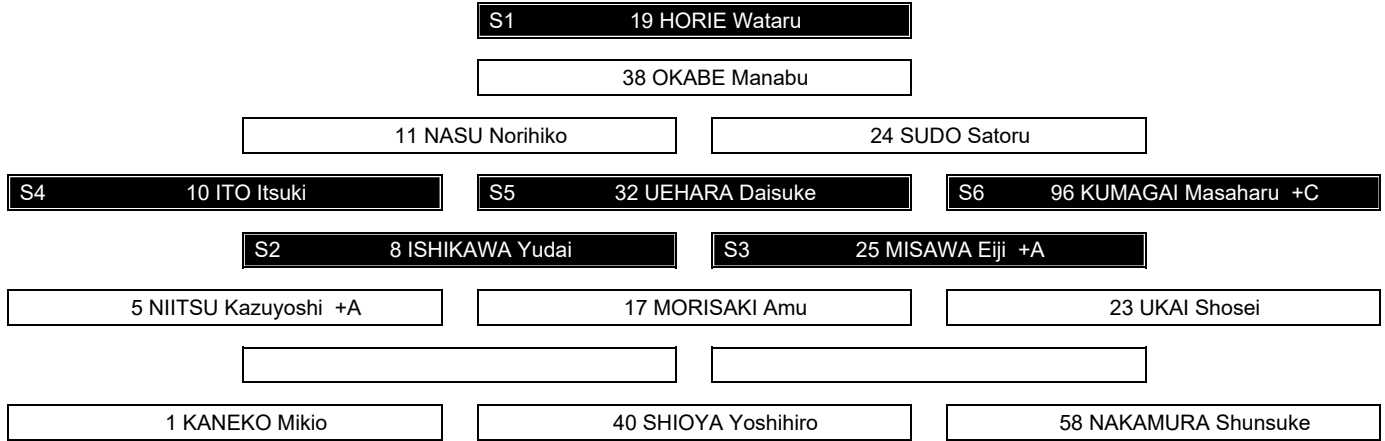 S1 19 HORIE Wataru
38 OKABE Manabu
11 NASU Norihiko 24 SUDO Satoru
S4 10 ITO Itsuki S5 32 UEHARA Daisuke S6 96 KUMAGAI Masaharu +C
S2 8 ISHIKAWA Yudai S3 25 MISAWA Eiji +A
5 NIITSU Kazuyoshi +A 17 MORISAKI Amu 23 UKAI Shosei
1 KANEKO Mikio 40 SHIOYA Yoshihiro 58 NAKAMURA Shunsuke